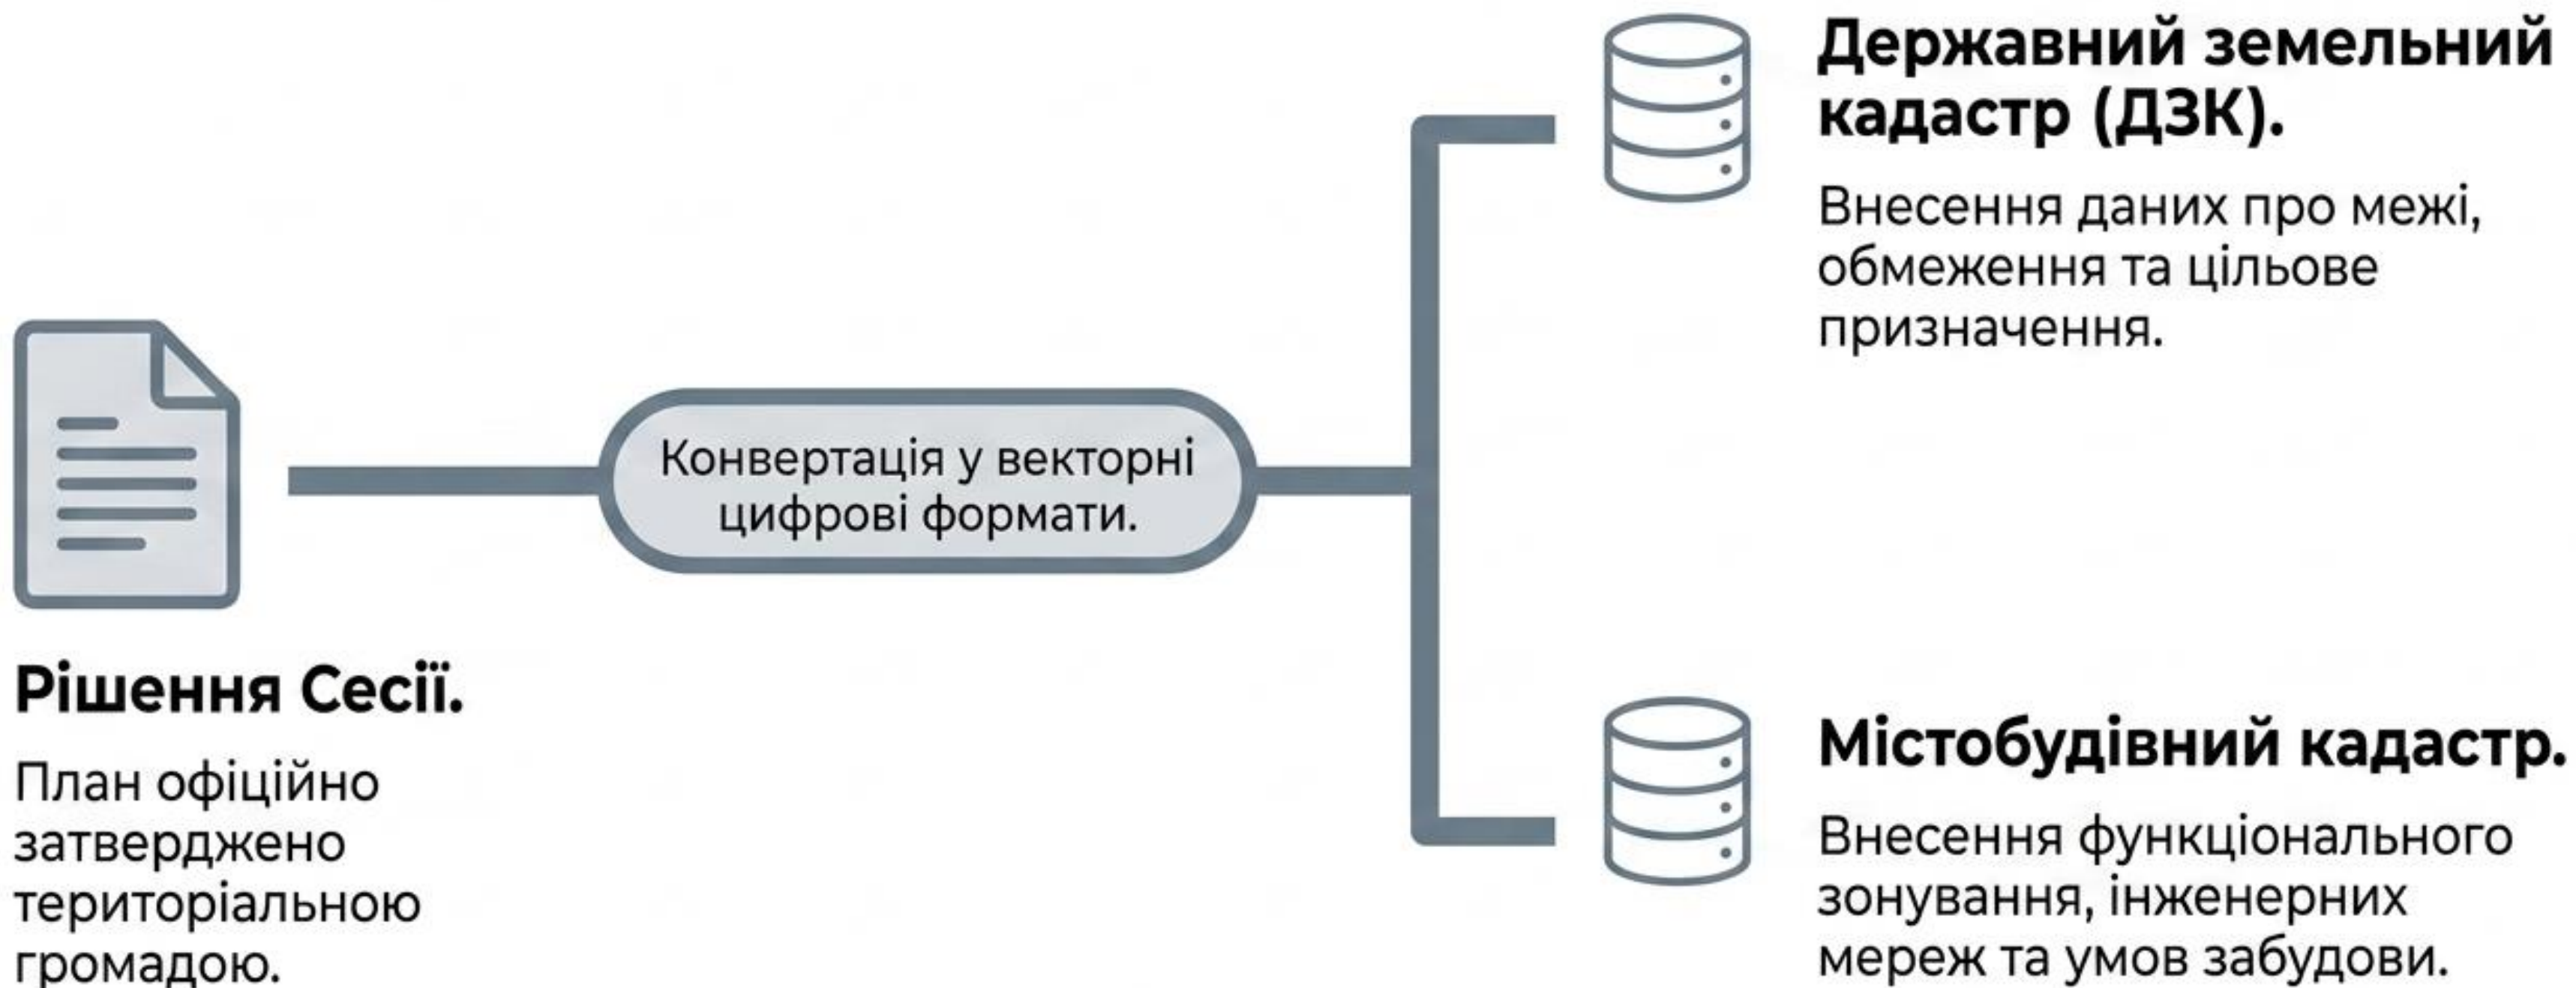 Рішення Сесії.
План офіційно
затверджено
територіальною
громадою.
Конвертація у векторні
цифрові формати.
Державний земельний
кадастр (ДЗК).
Внесення даних про межі,
обмеження та цільове
призначення.
Містобудівний кадастр.
Внесення функціонального
зонування, інженерних
мереж та умов забудови.